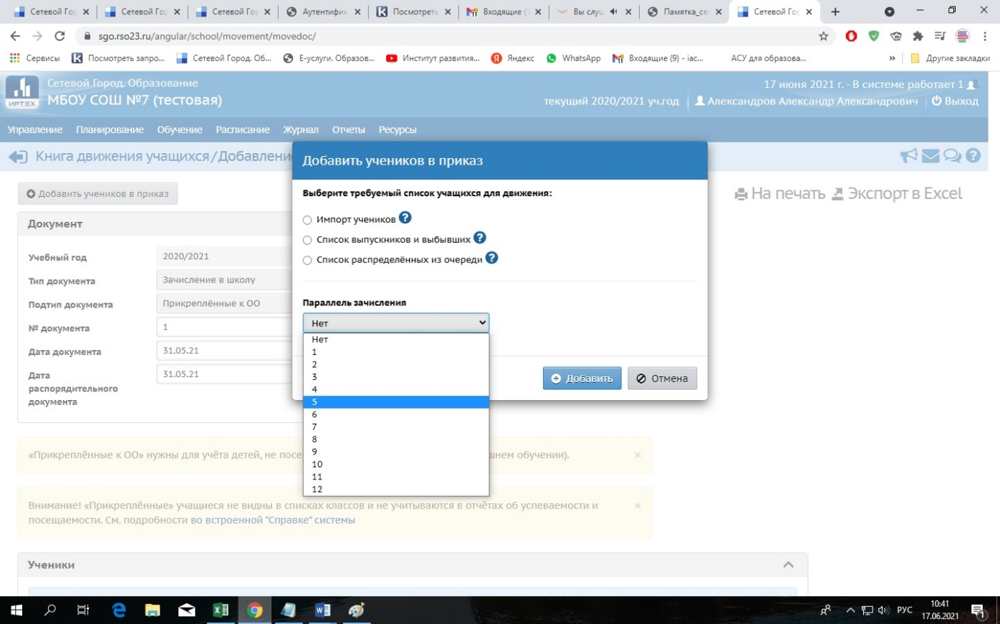 Сетевой Гор
Сетевой Гор
Сетевой Гор
Аутентифик
Посмотреть
Входящие (
Вы слу
Памятка_се
Сетевой Гор
sgo.rso23.ru/angular/school/movement/movedoc/
Сервисы
Посмотреть запро...
Сетевой Город. Об...
Е-услуги. Образов...
Институт развития...
Яндекс
WhatsApp
Входящие (9) - iac...
АСУ для образова...
»
Другие закладки
ИРТЕХ
Сетевой Город. Образование
МБОУ СОШ №7 (тестовая)
17 июня 2021 г. - В системе работает 1
текущий 2020/2021 уч.год
Александров Александр Александрович
Выход
Управление Планирование Обучение Расписание Журнал Отчеты Ресурсы
Книга движения учащихся/Добавлени
Добавить учеников в приказ
На печать
Экспорт в Excel
Документ
Учебный год 2020/2021
Тип документа Зачисление в школу
Подтип документа Прикреплённые к ОО
№ документа 1
Дата документа 31.05.21
Дата распорядительного документа 31.05.21
Добавить учеников в приказ
Выберите требуемый список учащихся для движения:
Импорт учеников ?
Список выпускников и выбывших ?
Список распределённых из очереди ?
Параллель зачисления
Нет
Нет
1
2
3
4
5
6
7
8
9
10
11
12
Добавить
Отмена
«Прикреплённые к ОО» нужны для учёта детей, не посе
шнем обучении). ×
Внимание! «Прикреплённые» учащиеся не видны в списках классов и не учитываются в отчётах об успеваемости и ×
посещаемости. См. подробности во встроенной "Справке" системы
Ученики
РУС
10:41
17.06.2021
1